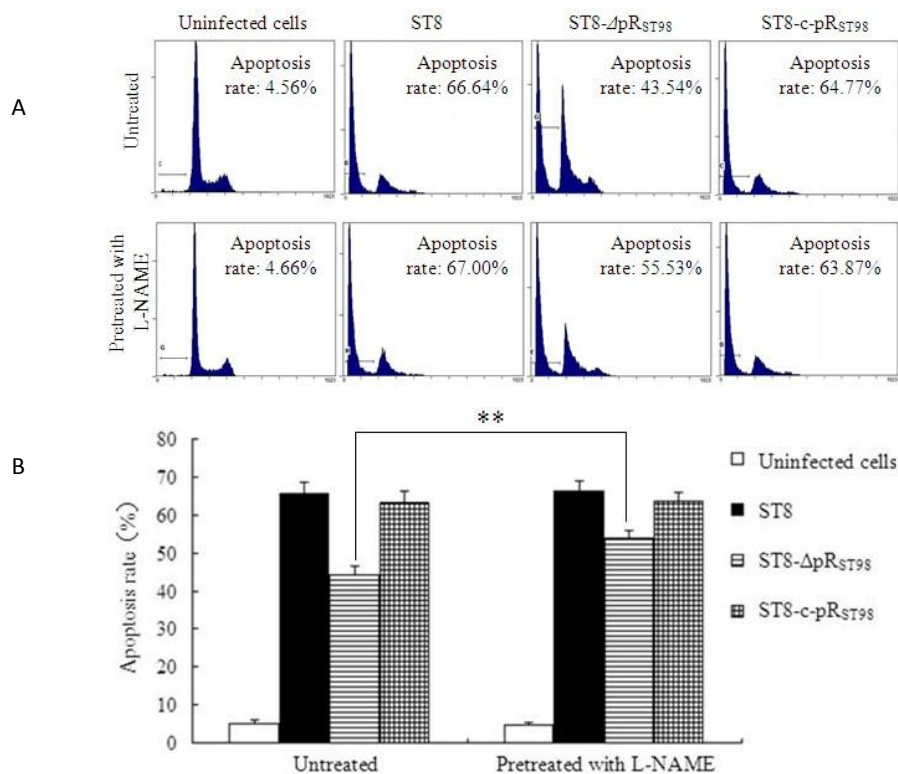 Uninfected cells
ST8
ST8-ΔpRST98
ST8-c-pRST98
A
Untreated
Apoptosis
rate: 4.56%
Apoptosis
rate: 66.64%
Apoptosis
rate: 43.54%
Apoptosis
rate: 64.77%
Pretreated with
L-NAME
Apoptosis
rate: 4.66%
Apoptosis
rate: 67.00%
Apoptosis
rate: 55.53%
Apoptosis
rate: 63.87%
B
**
Apoptosis rate (%)
80
70
60
50
40
30
20
10
0
Untreated
Pretreated with L-NAME
Uninfected cells
ST8
ST8-ΔpRST98
ST8-c-pRST98